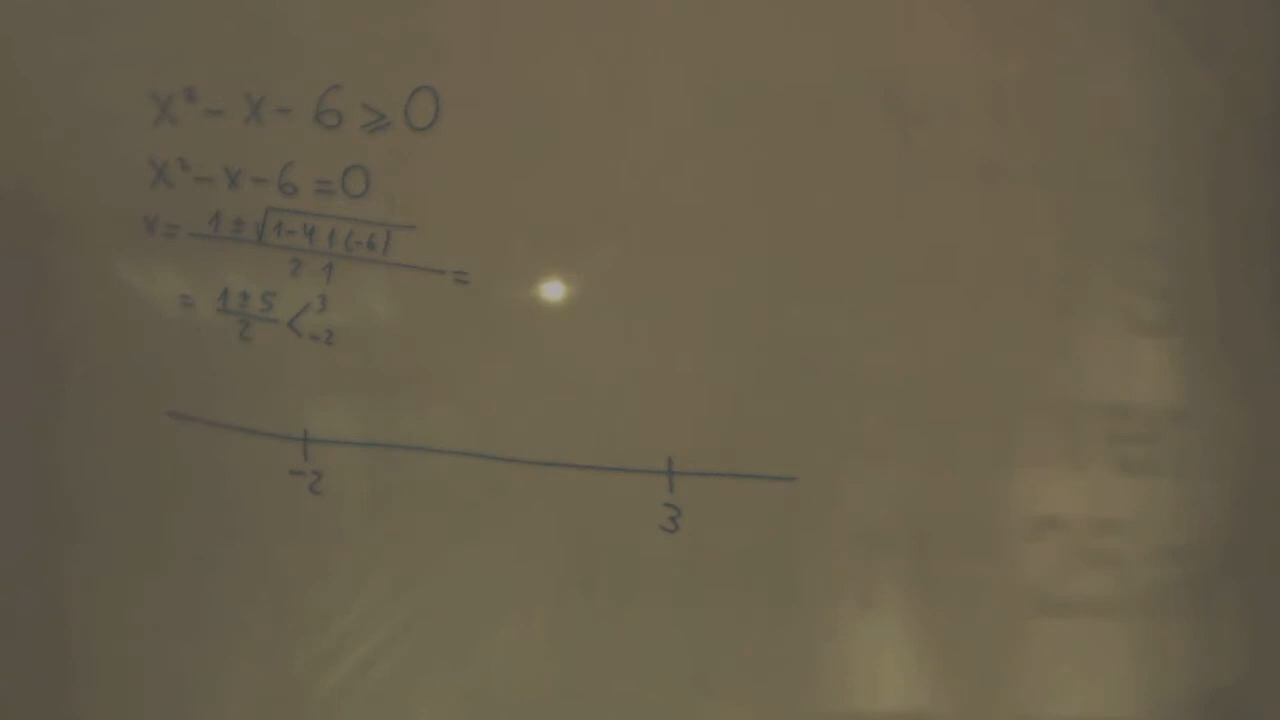 x² - x - 6 ⩾ 0
x² - x - 6 = 0
x = (1 ± √(1 - 4 · 1 · (-6))) / (2 · 1) =
= (1 ± 5) / 2 < 3 -2
-2 3